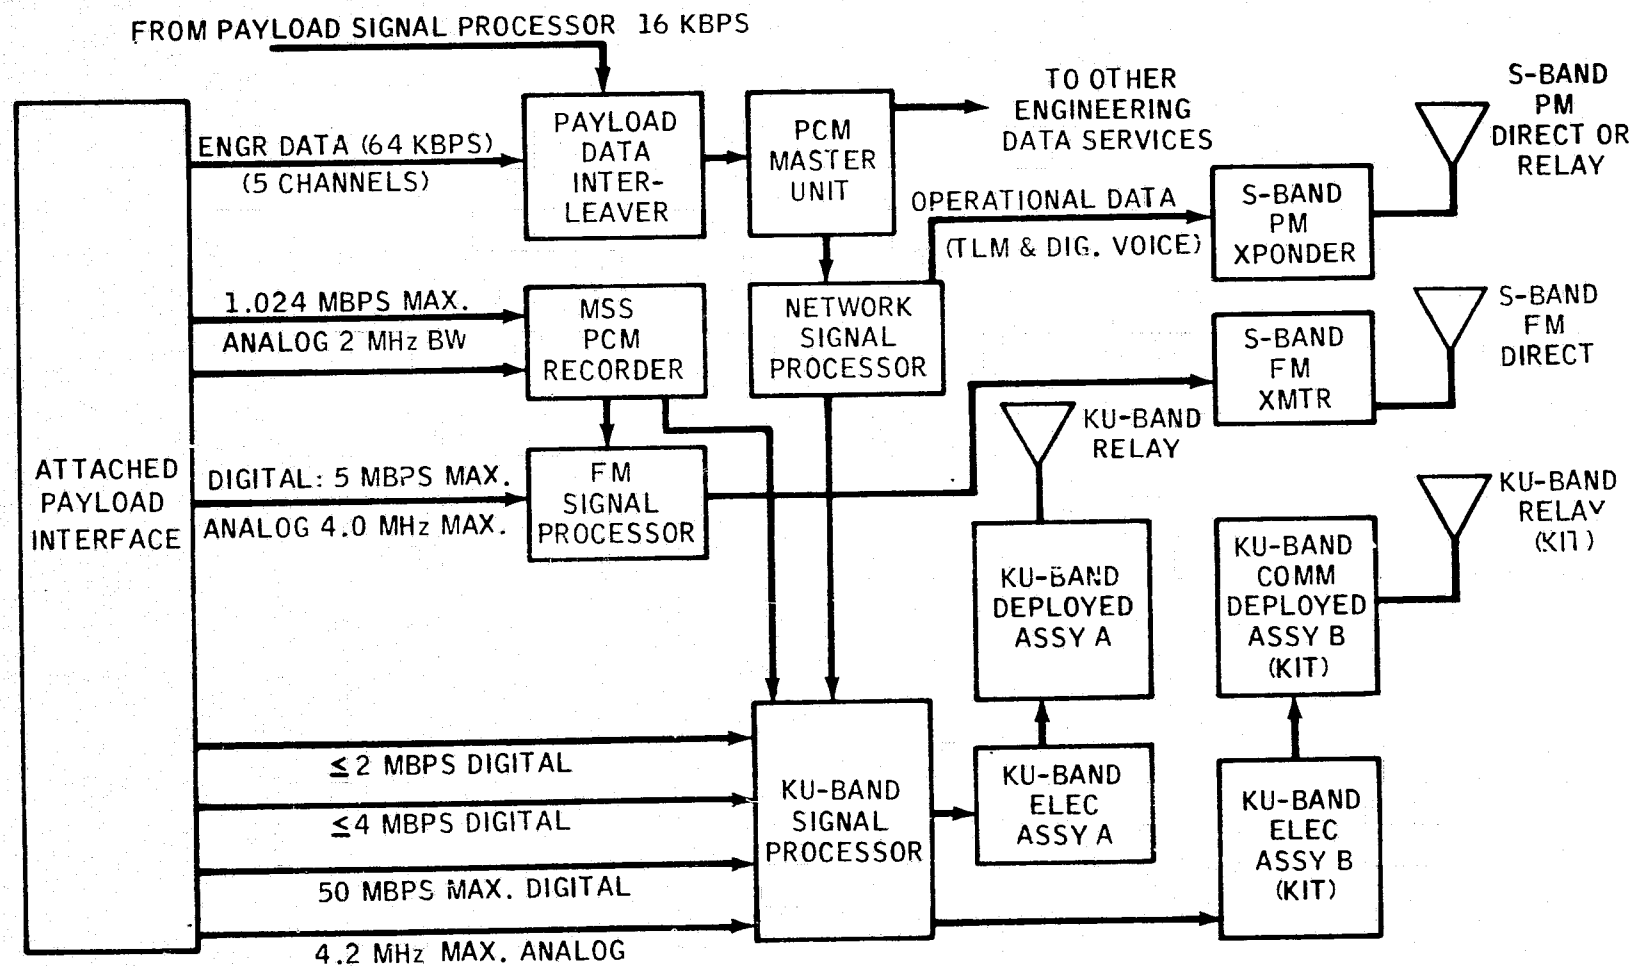 FROM PAYLOAD SIGNAL PROCESSOR 16 KBPS
ENGR DATA (64 KBPS)
(5 CHANNELS)
PAYLOAD
DATA
INTER-
LEAVER
PCM
MASTER
UNIT
TO OTHER
ENGINEERING
DATA SERVICES
S-BAND
PM
DIRECT OR
RELAY
OPERATIONAL DATA
(TLM & DIG. VOICE)
S-BAND
PM
XPONDER
1.024 MBPS MAX.
ANALOG 2 MHz BW
MSS
PCM
RECORDER
NETWORK
SIGNAL
PROCESSOR
S-BAND
FM
XMTR
S-BAND
FM
DIRECT
ATTACHED
PAYLOAD
INTERFACE
DIGITAL: 5 MBPS MAX.
ANALOG 4.0 MHz MAX.
FM
SIGNAL
PROCESSOR
KU-BAND
RELAY
KU-BAND
DEPLOYED
ASSY A
KU-BAND
COMM
DEPLOYED
ASSY B
(KIT)
KU-BAND
RELAY
(KIT)
≤2 MBPS DIGITAL
≤4 MBPS DIGITAL
50 MBPS MAX. DIGITAL
4.2 MHz MAX. ANALOG
KU-BAND
SIGNAL
PROCESSOR
KU-BAND
ELEC
ASSY A
KU-BAND
ELEC
ASSY B
(KIT)